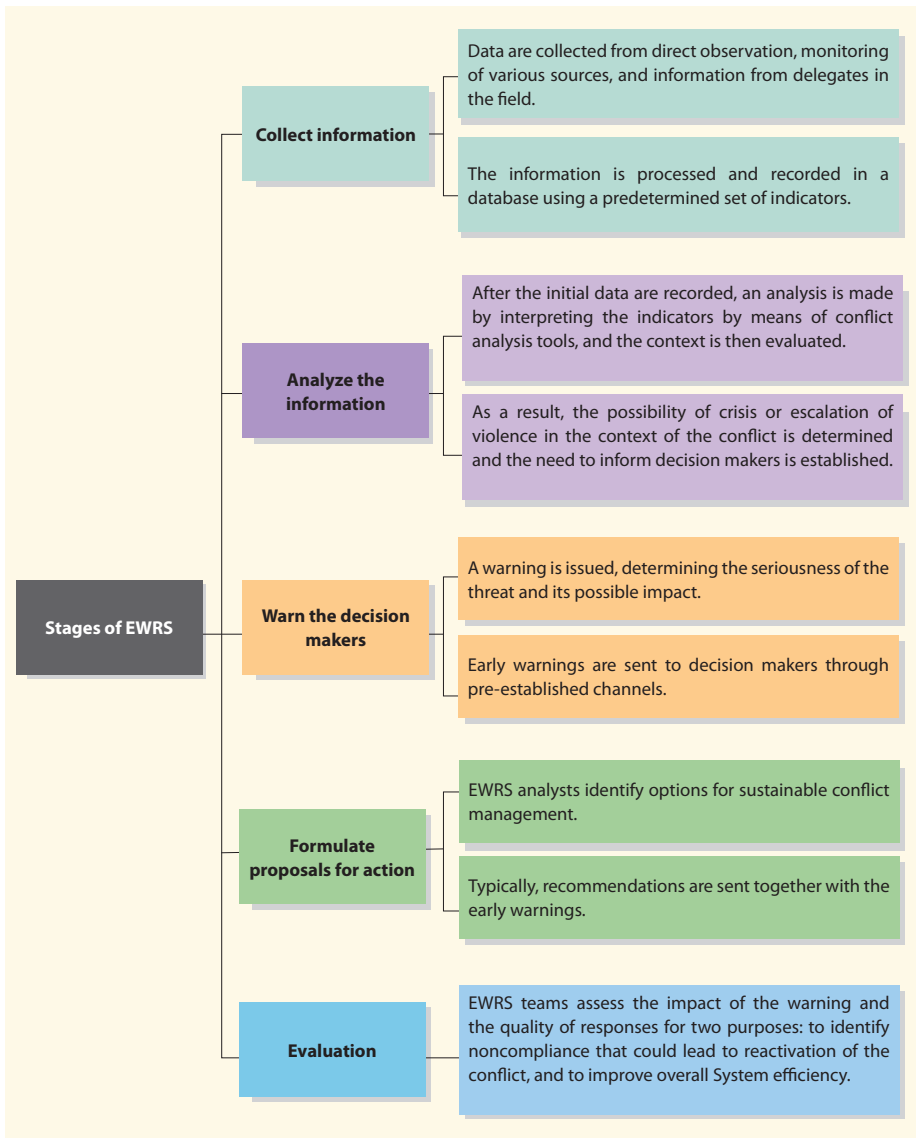 Stages of EWRS
Collect information
Data are collected from direct observation, monitoring
of various sources, and information from delegates in
the field.
The information is processed and recorded in a
database using a predetermined set of indicators.
Analyze the
information
After the initial data are recorded, an analysis is made
by interpreting the indicators by means of conflict
analysis tools, and the context is then evaluated.
As a result, the possibility of crisis or escalation of
violence in the context of the conflict is determined
and the need to inform decision makers is established.
Warn the decision
makers
A warning is issued, determining the seriousness of the
threat and its possible impact.
Early warnings are sent to decision makers through
pre-established channels.
Formulate
proposals for action
EWRS analysts identify options for sustainable conflict
management.
Typically, recommendations are sent together with the
early warnings.
Evaluation
EWRS teams assess the impact of the warning and
the quality of responses for two purposes: to identify
noncompliance that could lead to reactivation of the
conflict, and to improve overall System efficiency.